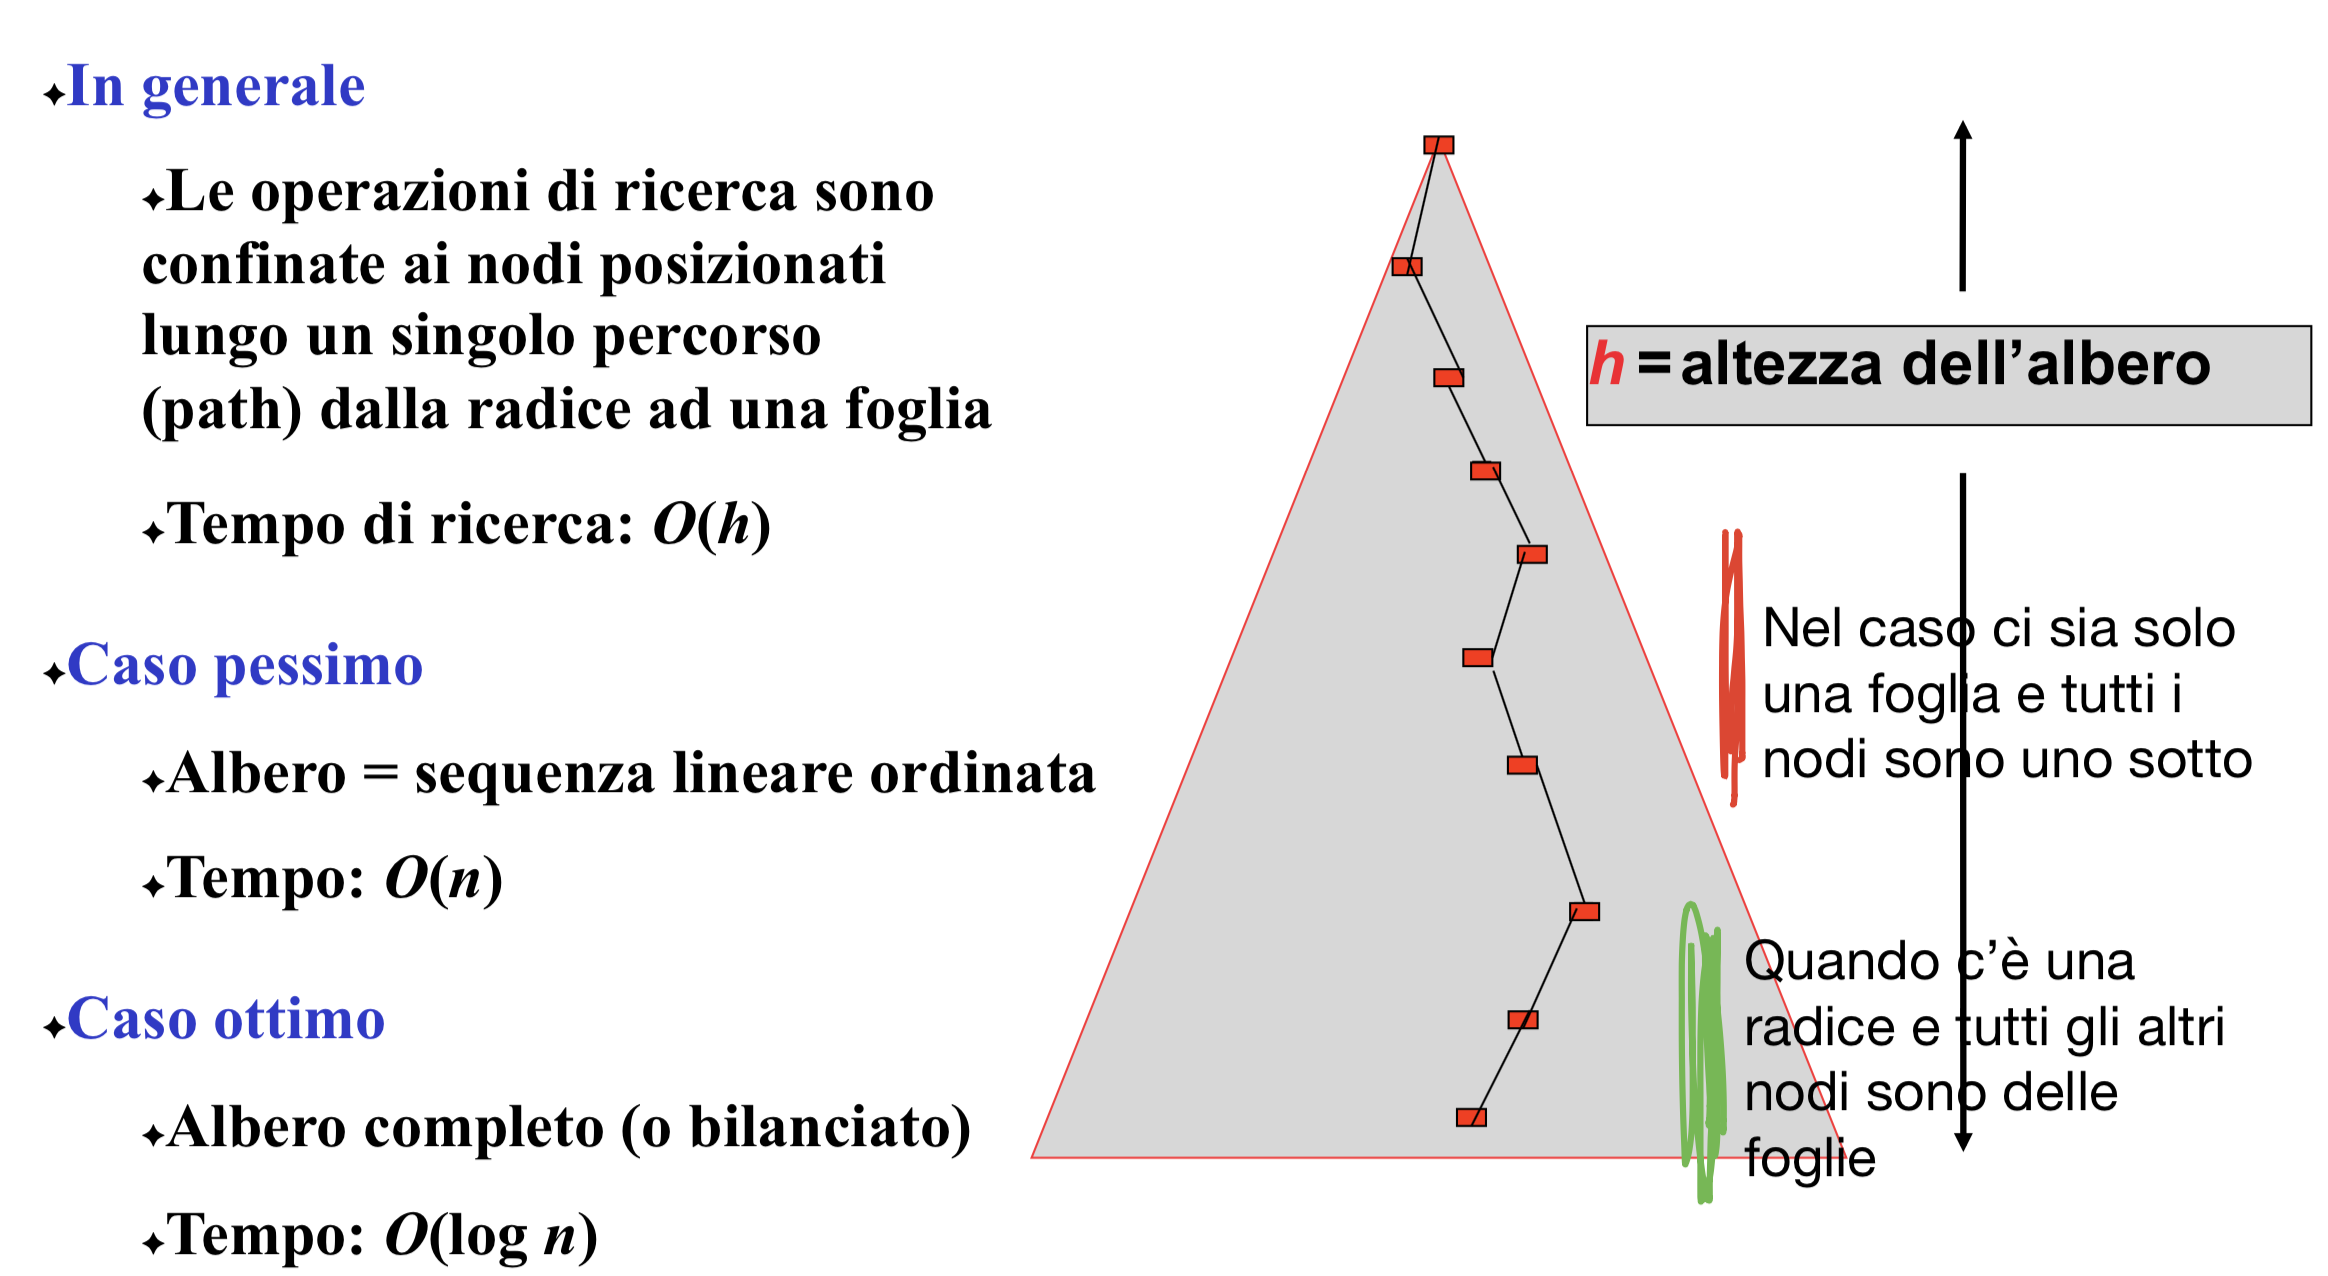 In generale
Le operazioni di ricerca sono
confinate ai nodi posizionati
lungo un singolo percorso
(path) dalla radice ad una foglia
Tempo di ricerca: O(h)
Caso pessimo
Albero = sequenza lineare ordinata
Tempo: O(n)
Caso ottimo
Albero completo (o bilanciato)
Tempo: O(log n)
h = altezza dell’albero
Nel caso ci sia solo
una foglia e tutti i
nodi sono uno sotto
Quando c’è una
radice e tutti gli altri
nodi sono delle
foglie